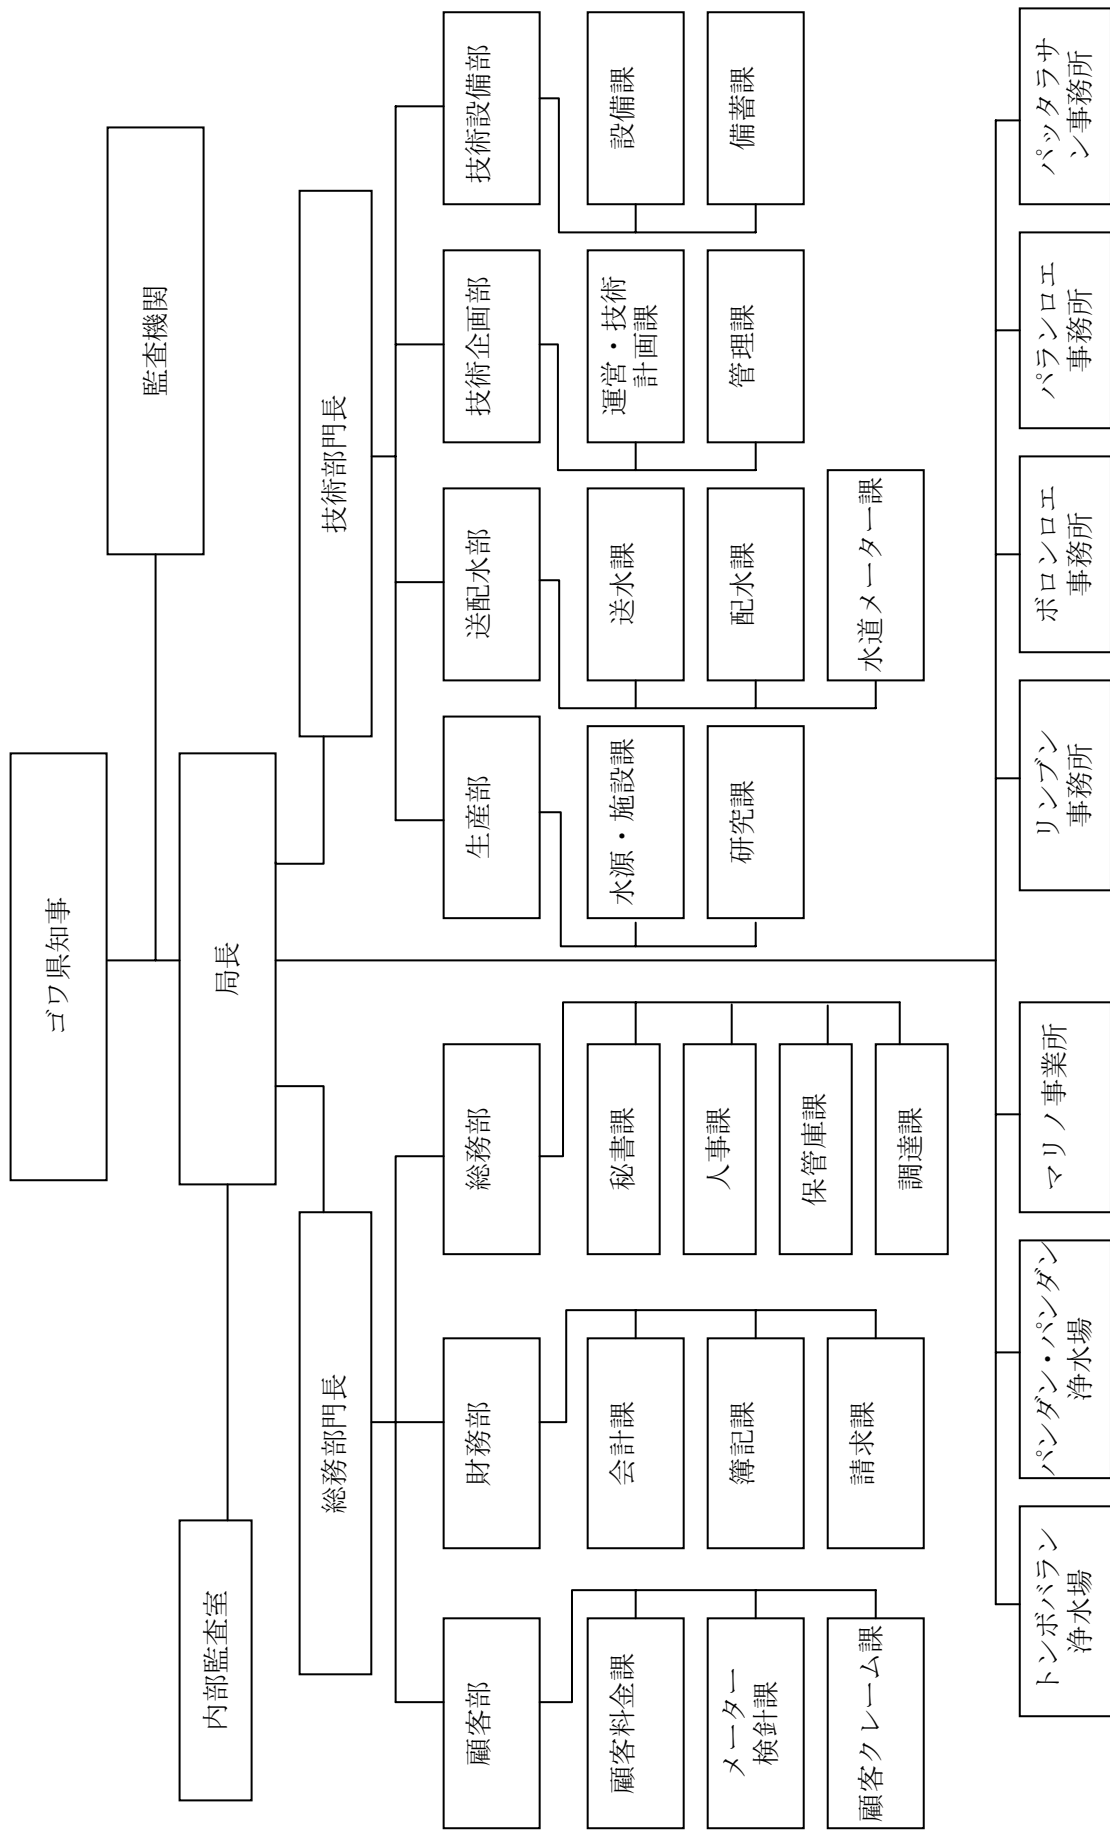 ゴワ県知事
監査機関
局長
内部監査室
総務部門長
技術部門長
顧客部
財務部
総務部
生産部
送配水部
技術企画部
技術設備部
顧客料金課
メーター
検針課
顧客クレーム課
会計課
簿記課
請求課
秘書課
人事課
保管庫課
調達課
水源・施設課
研究課
送水課
配水課
水道メーター課
運営・技術
計画課
管理課
設備課
備蓄課
トンボバラン
浄水場
パンダン・パンダン
浄水場
マリノ事業所
リンブン
事務所
ボロンロエ
事務所
パランロエ
事務所
パッタラサ
ン事務所